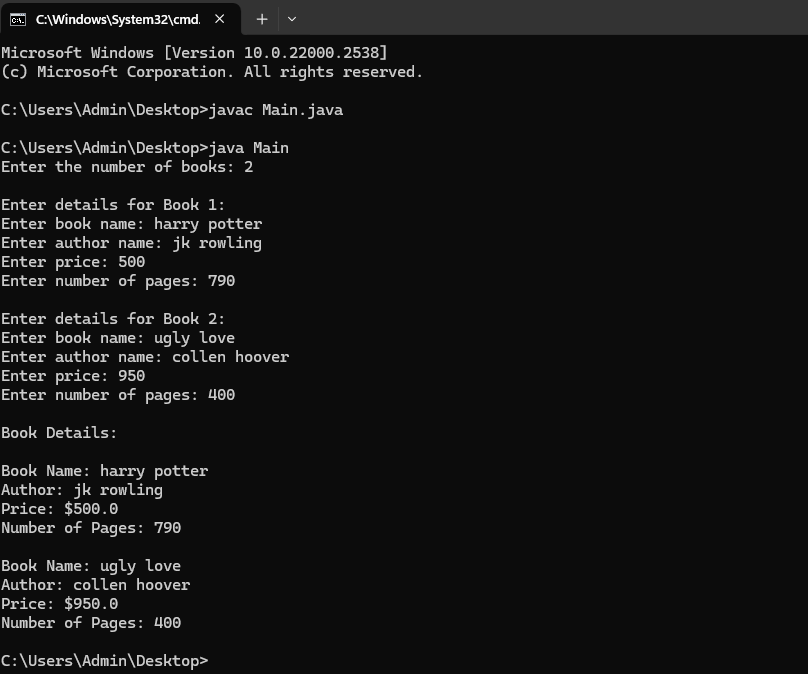 C:\Windows\System32\cmd.
Microsoft Windows [Version 10.0.22000.2538]
(c) Microsoft Corporation. All rights reserved.
C:\Users\Admin\Desktop>javac Main.java
C:\Users\Admin\Desktop>java Main
Enter the number of books: 2
Enter details for Book 1:
Enter book name: harry potter
Enter author name: jk rowling
Enter price: 500
Enter number of pages: 790
Enter details for Book 2:
Enter book name: ugly love
Enter author name: collen hoover
Enter price: 950
Enter number of pages: 400
Book Details:
Book Name: harry potter
Author: jk rowling
Price: $500.0
Number of Pages: 790
Book Name: ugly love
Author: collen hoover
Price: $950.0
Number of Pages: 400
C:\Users\Admin\Desktop>